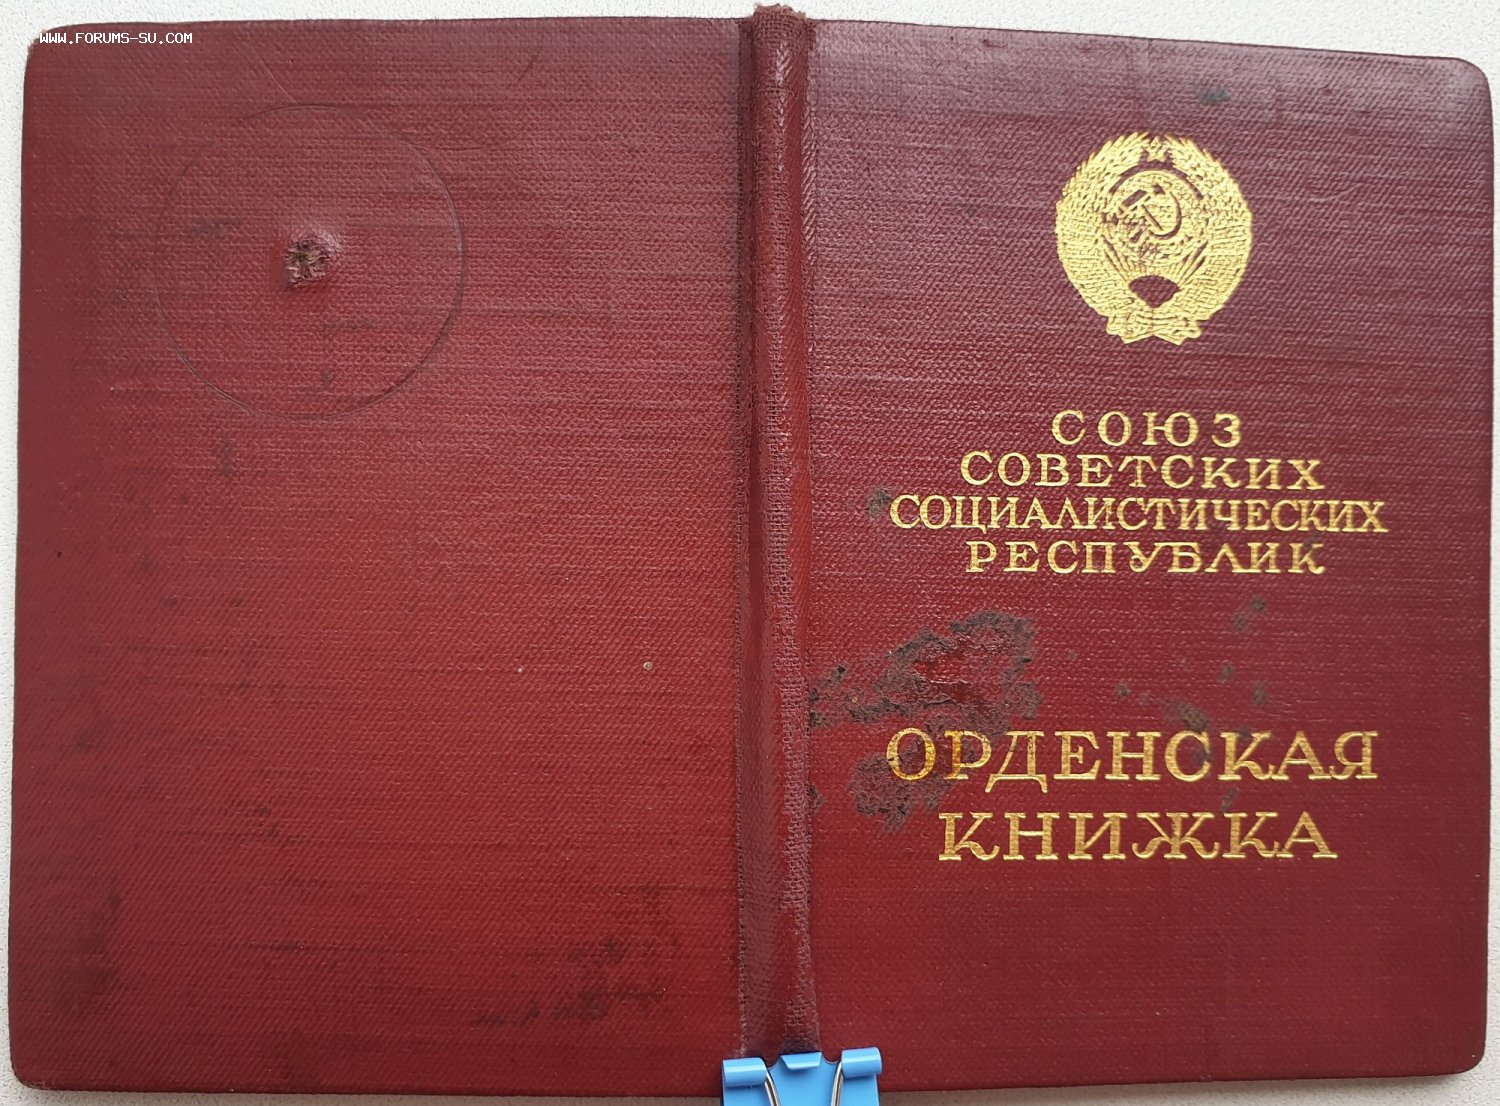 www.forums-su.com
СОЮЗ
СОВЕТСКИХ
СОЦИАЛИСТИЧЕСКИХ
РЕСПУБЛИК
ОРДЕНСКАЯ
КНИЖКА